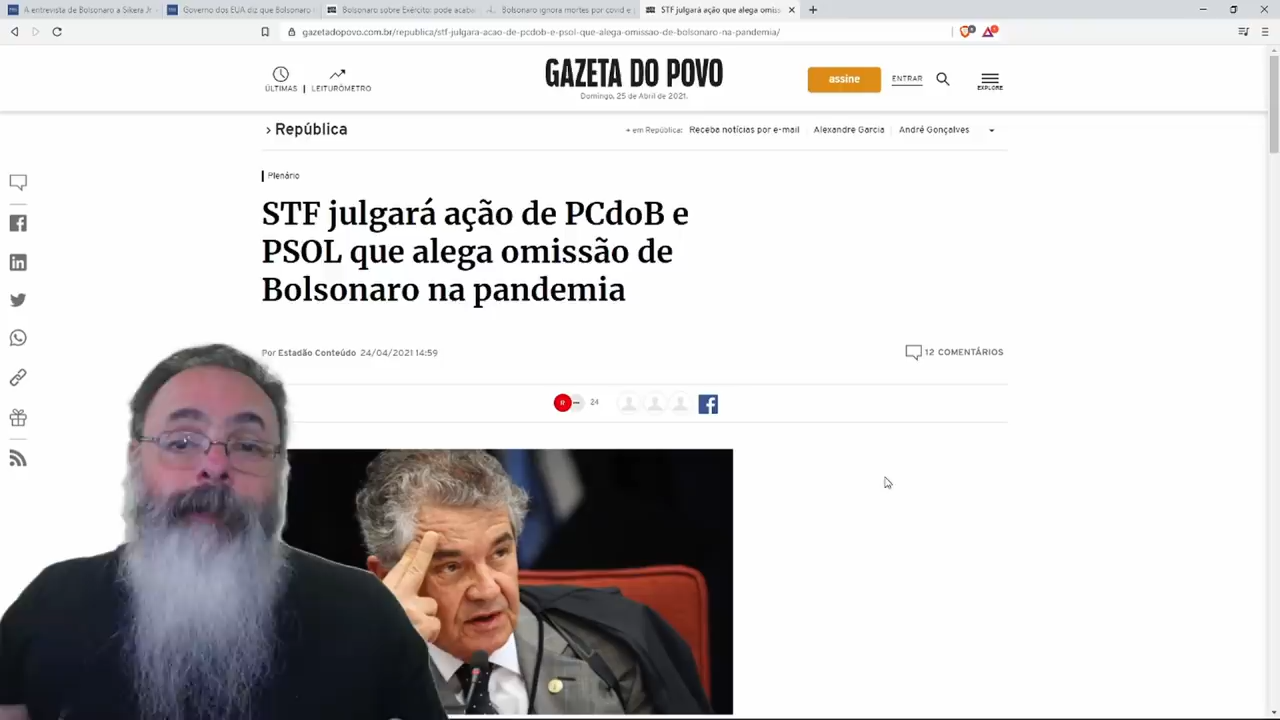 A entrevista de Bolsonaro a Sikera Jr
Governo dos EUA diz que Bolsonaro
Bolsonaro sobre Exército: pode acaba
Bolsonaro ignora mortes por covid e
STF julgará ação que alega omiss
gazetadopovo.com.br/republica/stf-julgara-acao-de-pcdob-e-psol-que-alega-omissao-de-bolsonaro-na-pandemia/
ÚLTIMAS | LEITURÔMETRO
GAZETA DO POVO
Domingo, 25 de Abril de 2021.
assine
ENTRAR
EXPLORE
> República
+ em República: Receba notícias por e-mail Alexandre Garcia André Gonçalves
Plenário
STF julgará ação de PCdoB e
PSOL que alega omissão de
Bolsonaro na pandemia
Por Estadão Conteúdo 24/04/2021 14:59
12 COMENTÁRIOS
R
24